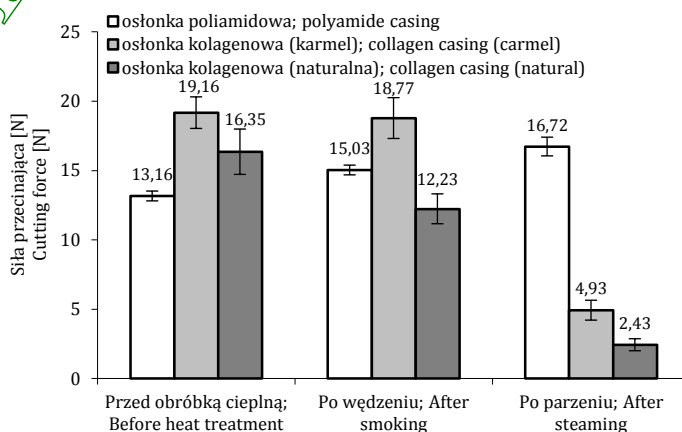 osłonka poliamidowa; polyamide casing
osłonka kolagenowa (karmel); collagen casing (carmel)
osłonka kolagenowa (naturalna); collagen casing (natural)
Siła przecinająca [N]
Cutting force [N]
25
20
15
10
5
0
13,16
19,16
16,35
15,03
18,77
12,23
16,72
4,93
2,43
Przed obróbką cieplną;
Before heat treatment
Po wędzeniu; After
smoking
Po parzeniu; After
steaming